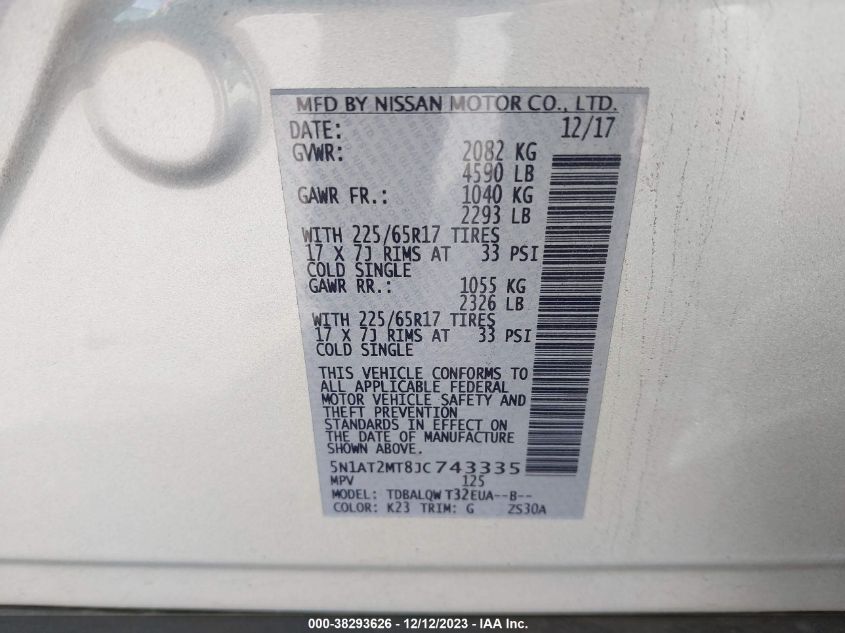 MFD BY NISSAN MOTOR CO., LTD.
DATE: 12/17
GVWR: 2082 KG
4590 LB
GAWR FR.: 1040 KG
2293 LB
WITH 225/65R17 TIRES
17 X 7J RIMS AT 33 PSI
COLD SINGLE
GAWR RR.: 1055 KG
2326 LB
WITH 225/65R17 TIRES
17 X 7J RIMS AT 33 PSI
COLD SINGLE
THIS VEHICLE CONFORMS TO
ALL APPLICABLE FEDERAL
MOTOR VEHICLE SAFETY AND
THEFT PREVENTION
STANDARDS IN EFFECT ON
THE DATE OF MANUFACTURE
SHOWN ABOVE.
5N1AT2MT8JC743335
MPV 125
MODEL: TDBALQW T32EUA--B--
COLOR: K23 TRIM: G ZS30A
000-38293626 - 12/12/2023 - IAA Inc.